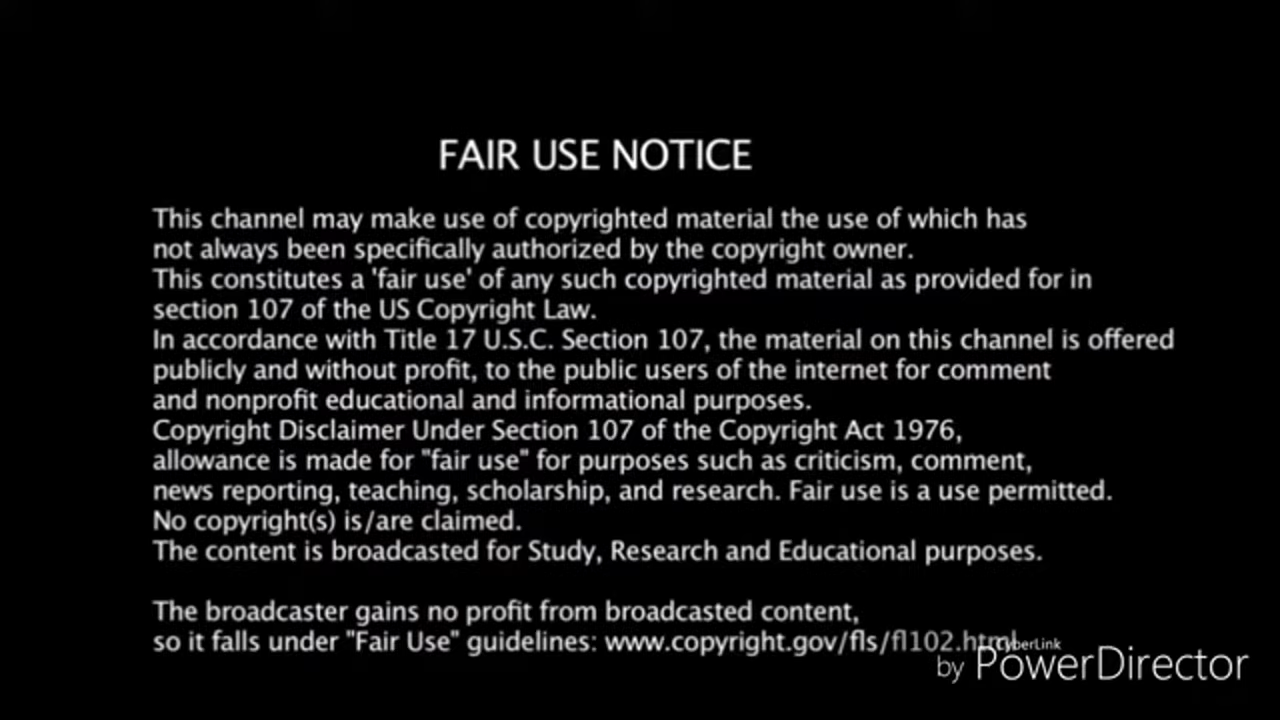 FAIR USE NOTICE
This channel may make use of copyrighted material the use of which has
not always been specifically authorized by the copyright owner.
This constitutes a 'fair use' of any such copyrighted material as provided for in
section 107 of the US Copyright Law.
In accordance with Title 17 U.S.C. Section 107, the material on this channel is offered
publicly and without profit, to the public users of the internet for comment
and nonprofit educational and informational purposes.
Copyright Disclaimer Under Section 107 of the Copyright Act 1976,
allowance is made for "fair use" for purposes such as criticism, comment,
news reporting, teaching, scholarship, and research. Fair use is a use permitted.
No copyright(s) is/are claimed.
The content is broadcasted for Study, Research and Educational purposes.
The broadcaster gains no profit from broadcasted content,
so it falls under "Fair Use" guidelines: www.copyright.gov/fls/fl102.html
CyberLink
by PowerDirector